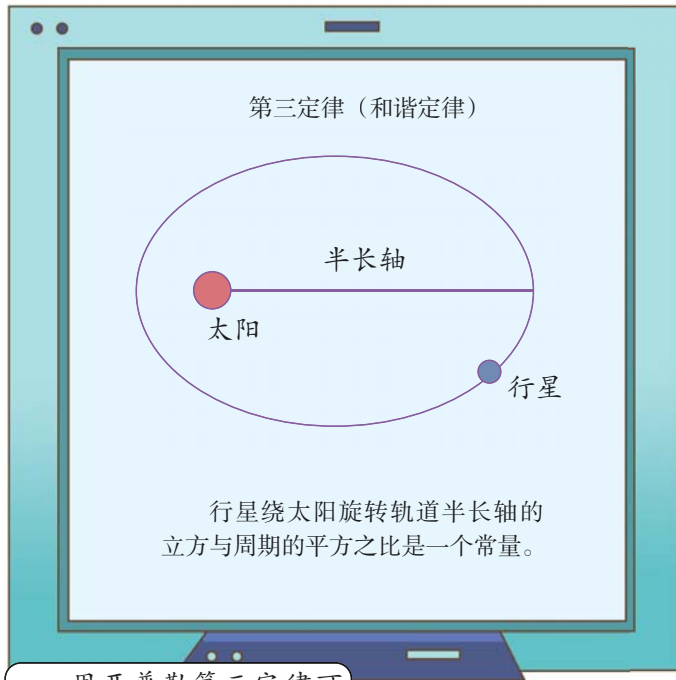 第三定律（和谐定律）
半长轴
太阳
行星
行星绕太阳旋转轨道半长轴的
立方与周期的平方之比是一个常量。